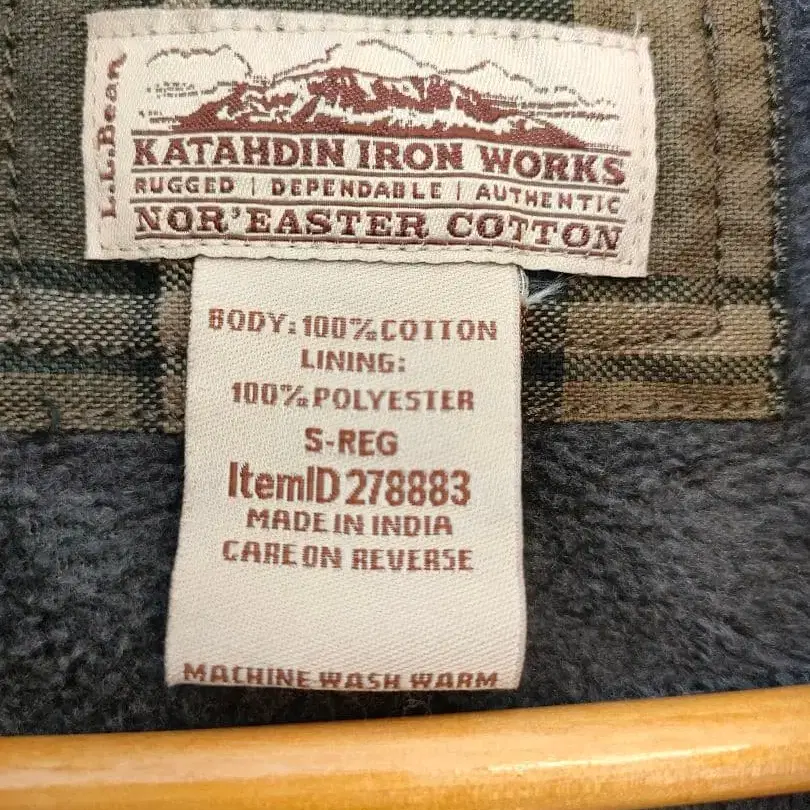 L.L.Bean
KATAHDIN IRON WORKS
RUGGED | DEPENDABLE | AUTHENTIC
NOR'EASTER COTTON
BODY: 100% COTTON
LINING:
100% POLYESTER
S-REG
ItemID 278883
MADE IN INDIA
CARE ON REVERSE
MACHINE WASH WARM